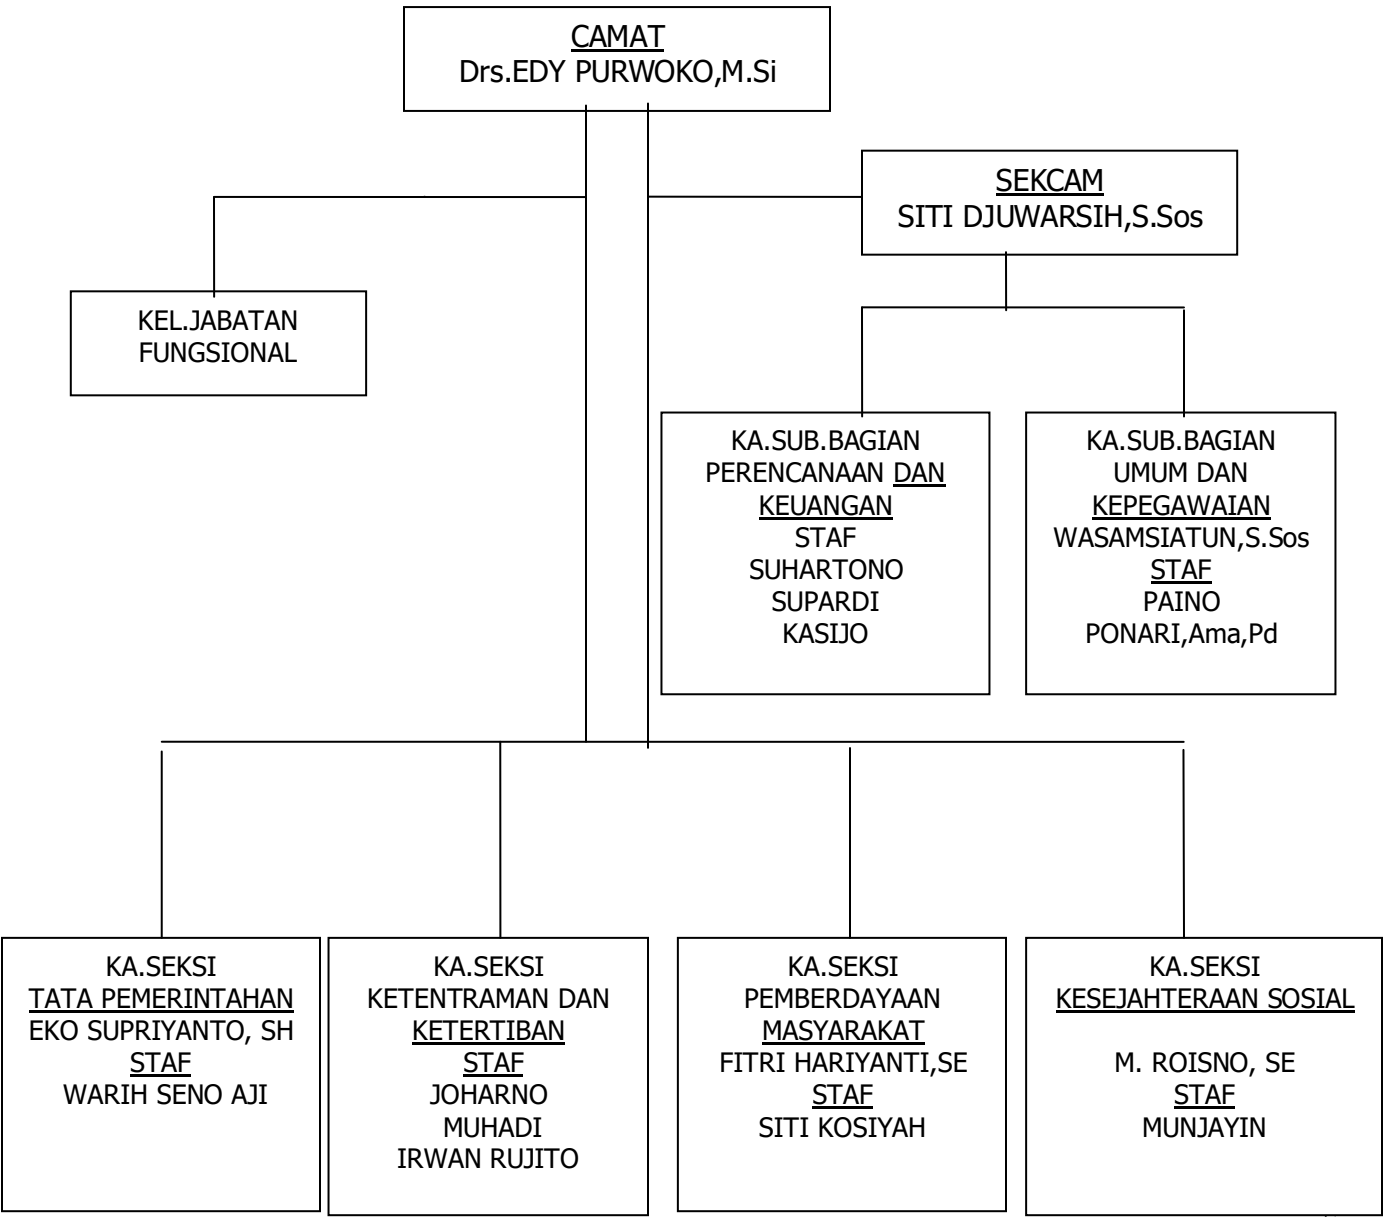 CAMAT
Drs.EDY PURWOKO,M.Si
SEKCAM
SITI DJUWARSIH,S.Sos
KEL.JABATAN
FUNGSIONAL
KA.SUB.BAGIAN
PERENCANAAN DAN
KEUANGAN
STAF
SUHARTONO
SUPARDI
KASIJO
KA.SUB.BAGIAN
UMUM DAN
KEPEGAWAIAN
WASAMSIATUN,S.Sos
STAF
PAINO
PONARI,Ama,Pd
KA.SEKSI
TATA PEMERINTAHAN
EKO SUPRIYANTO, SH
STAF
WARIH SENO AJI
KA.SEKSI
KETENTRAMAN DAN
KETERTIBAN
STAF
JOHARNO
MUHADI
IRWAN RUJITO
KA.SEKSI
PEMBERDAYAAN
MASYARAKAT
FITRI HARIYANTI,SE
STAF
SITI KOSIYAH
KA.SEKSI
KESEJAHTERAAN SOSIAL
M. ROISNO, SE
STAF
MUNJAYIN